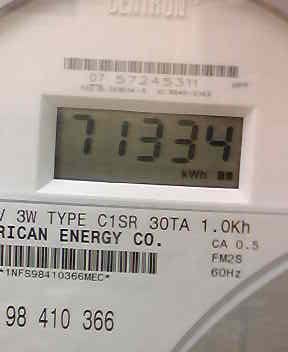 CENTRON
07 57245311
71334
kWh
V 3W TYPE C1SR 30TA 1.0Kh
RICAN ENERGY CO.
CA 0.5
FM2S
60Hz
*1NFS98410366MEC*
98 410 366